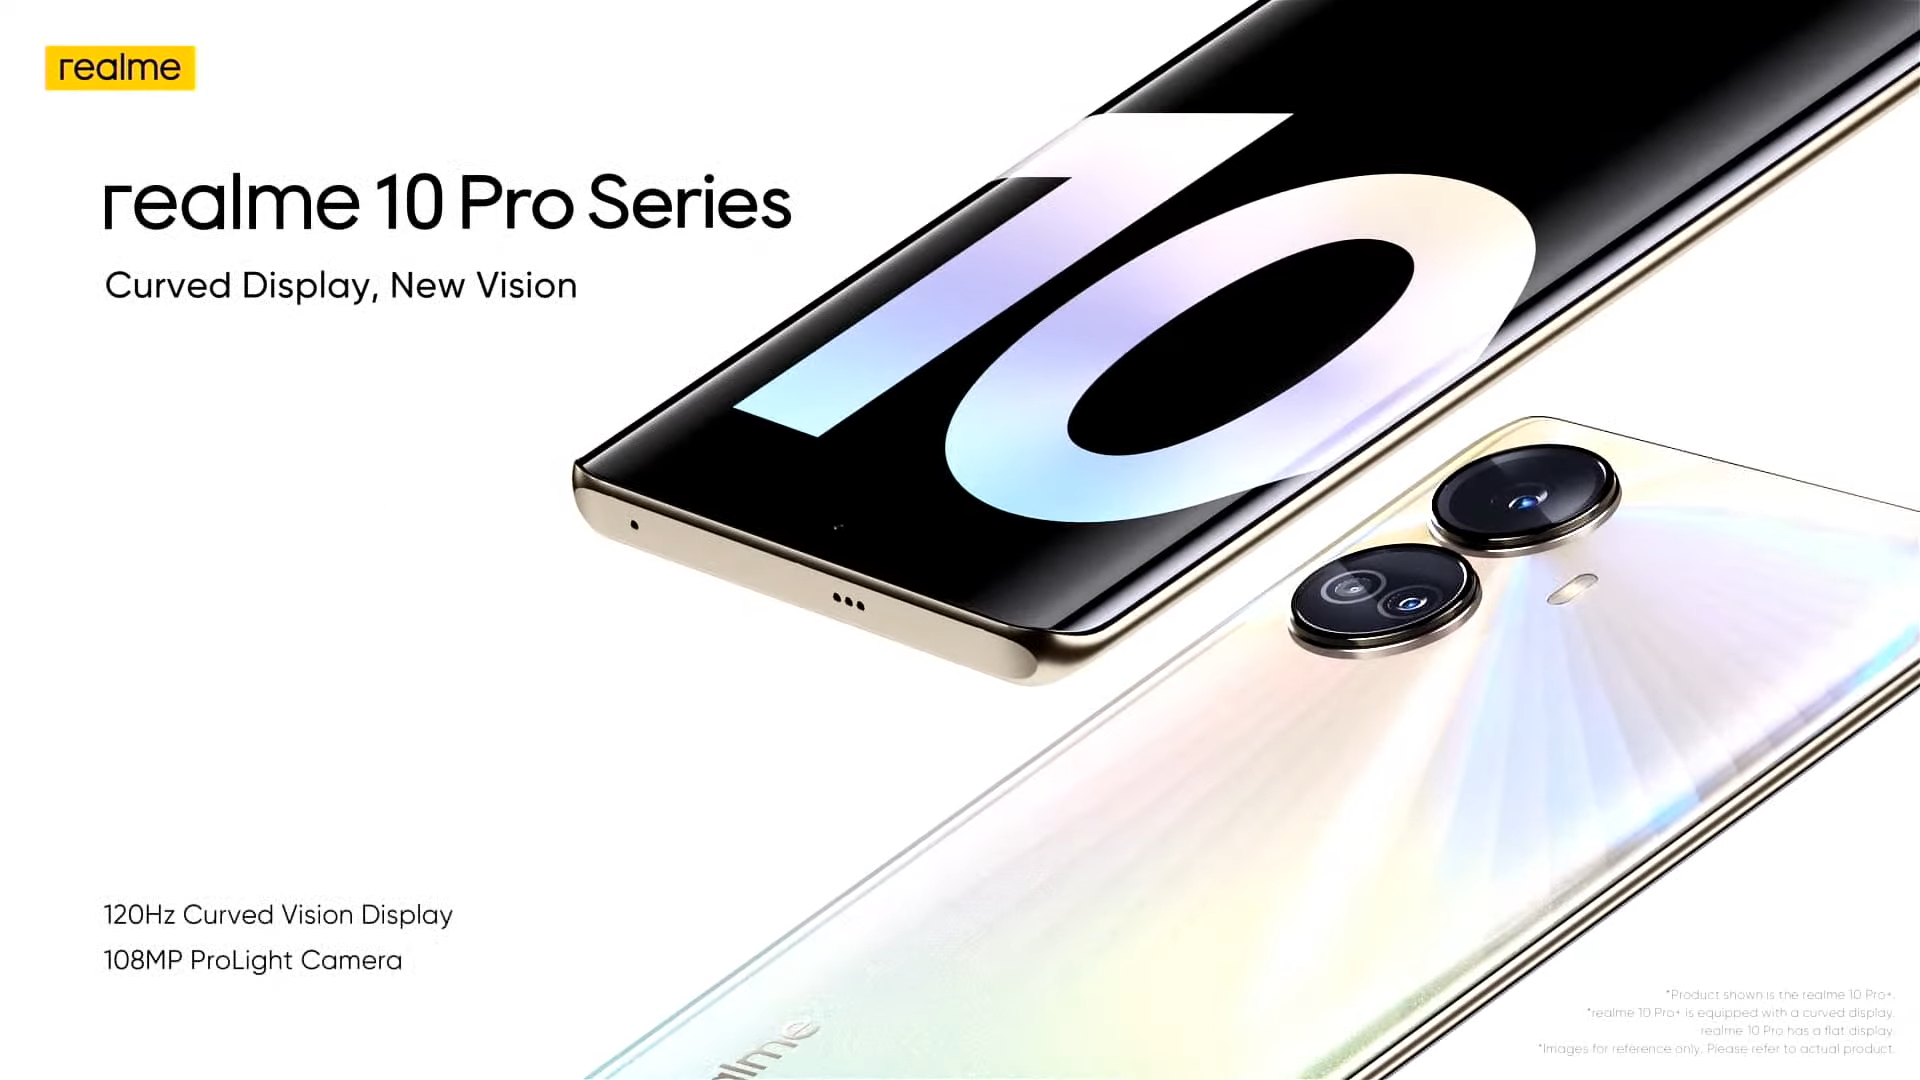 realme
realme 10 Pro Series
Curved Display, New Vision
10
120Hz Curved Vision Display
108MP ProLight Camera
alme
*Product shown is the realme 10 Pro+.
*realme 10 Pro+ is equipped with a curved display.
realme 10 Pro has a flat display.
*Images for reference only. Please refer to actual product.